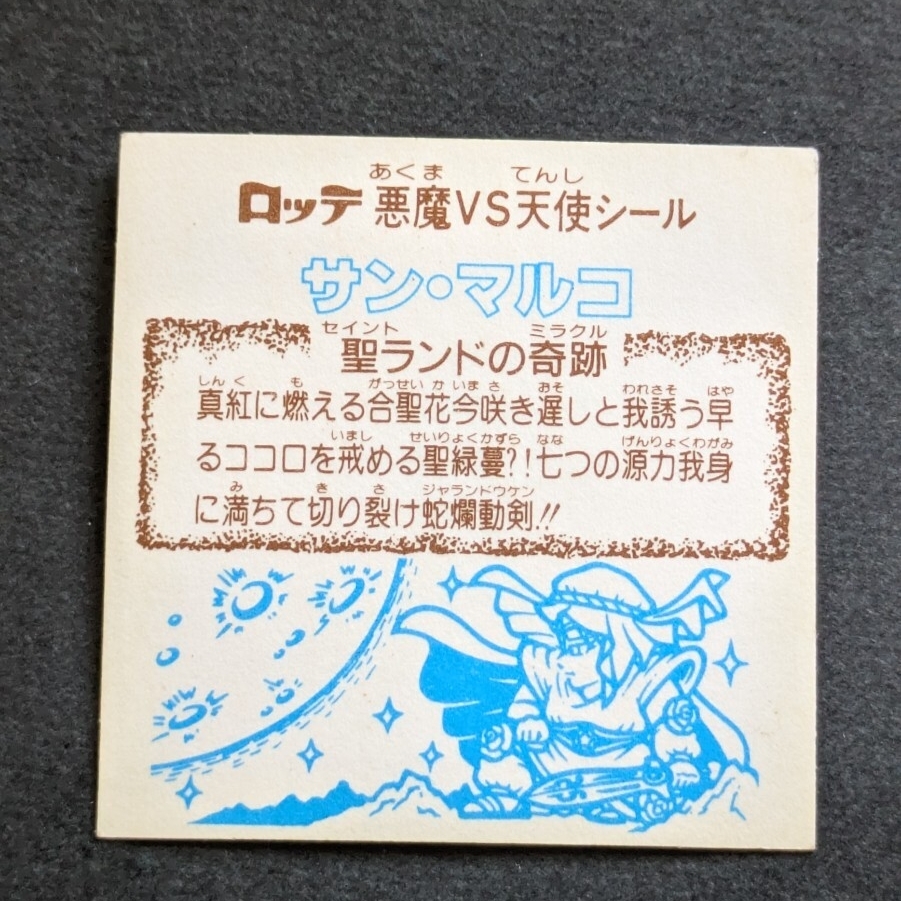 あくま てんし
ロッテ 悪魔VS天使シール
サン・マルコ
セイント ミラクル
聖ランドの奇跡
しんく も がっせいか いまさ おそ われさそ はや
真紅に燃える合聖花今咲き遅しと我誘う早
いまし せいりょくかずら なな げんりょくわがみ
るココロを戒める聖緑蔓?!七つの源力我身
み き さ ジャランドウケン
に満ちて切り裂け蛇爛動剣!!